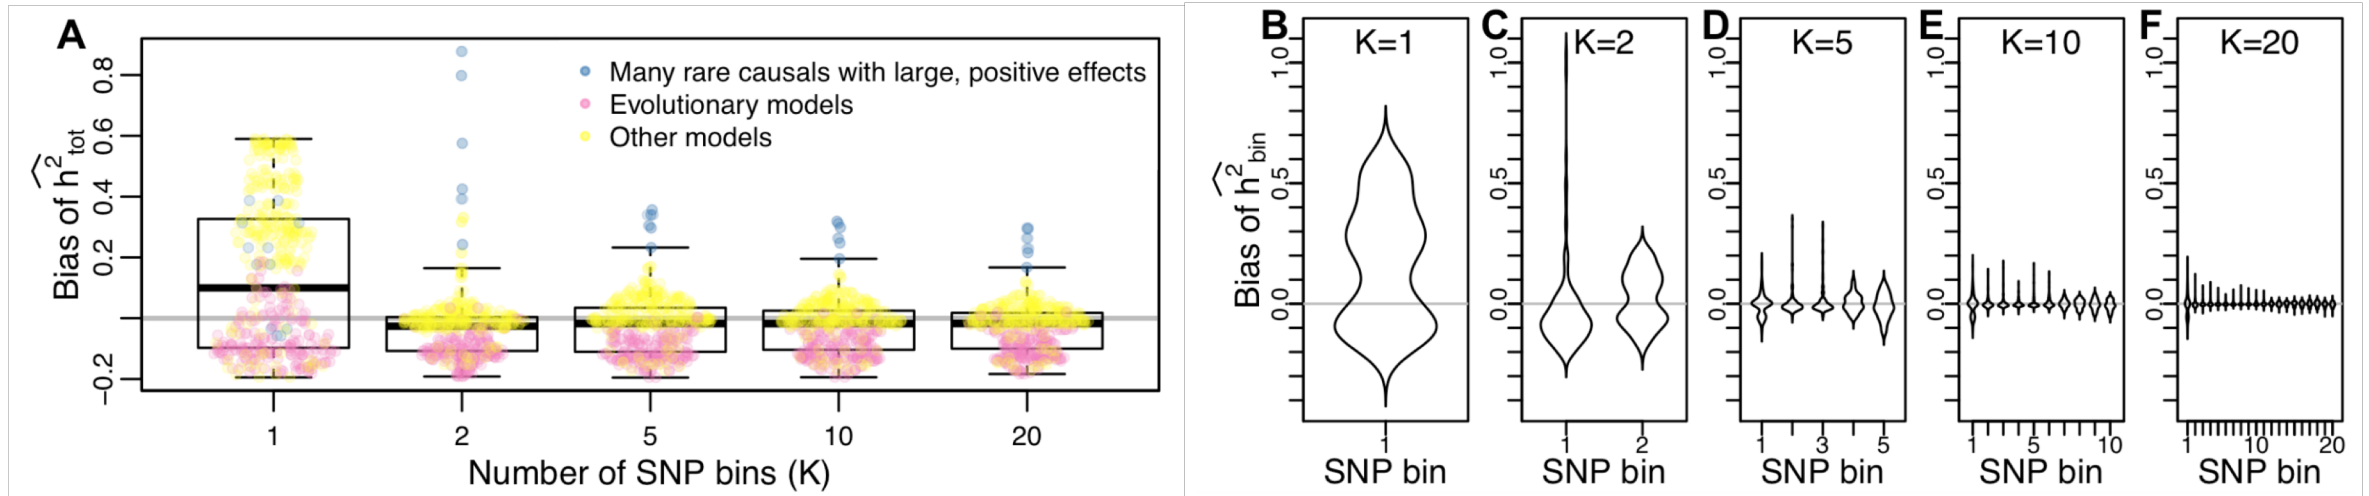 A
Bias of ĥ²tot
0.8
0.6
0.4
0.2
−0.2
Many rare causals with large, positive effects
Evolutionary models
Other models
1 2 5 10 20
Number of SNP bins (K)
B
K=1
Bias of ĥ²bin
1.0
0.5
0.0
1
SNP bin
C
K=2
1.0
0.5
0.0
1 2
SNP bin
D
K=5
1.0
0.5
0.0
1 3 5
SNP bin
E
K=10
1.0
0.5
0.0
1 5 10
SNP bin
F
K=20
1.0
0.5
0.0
1 10 20
SNP bin